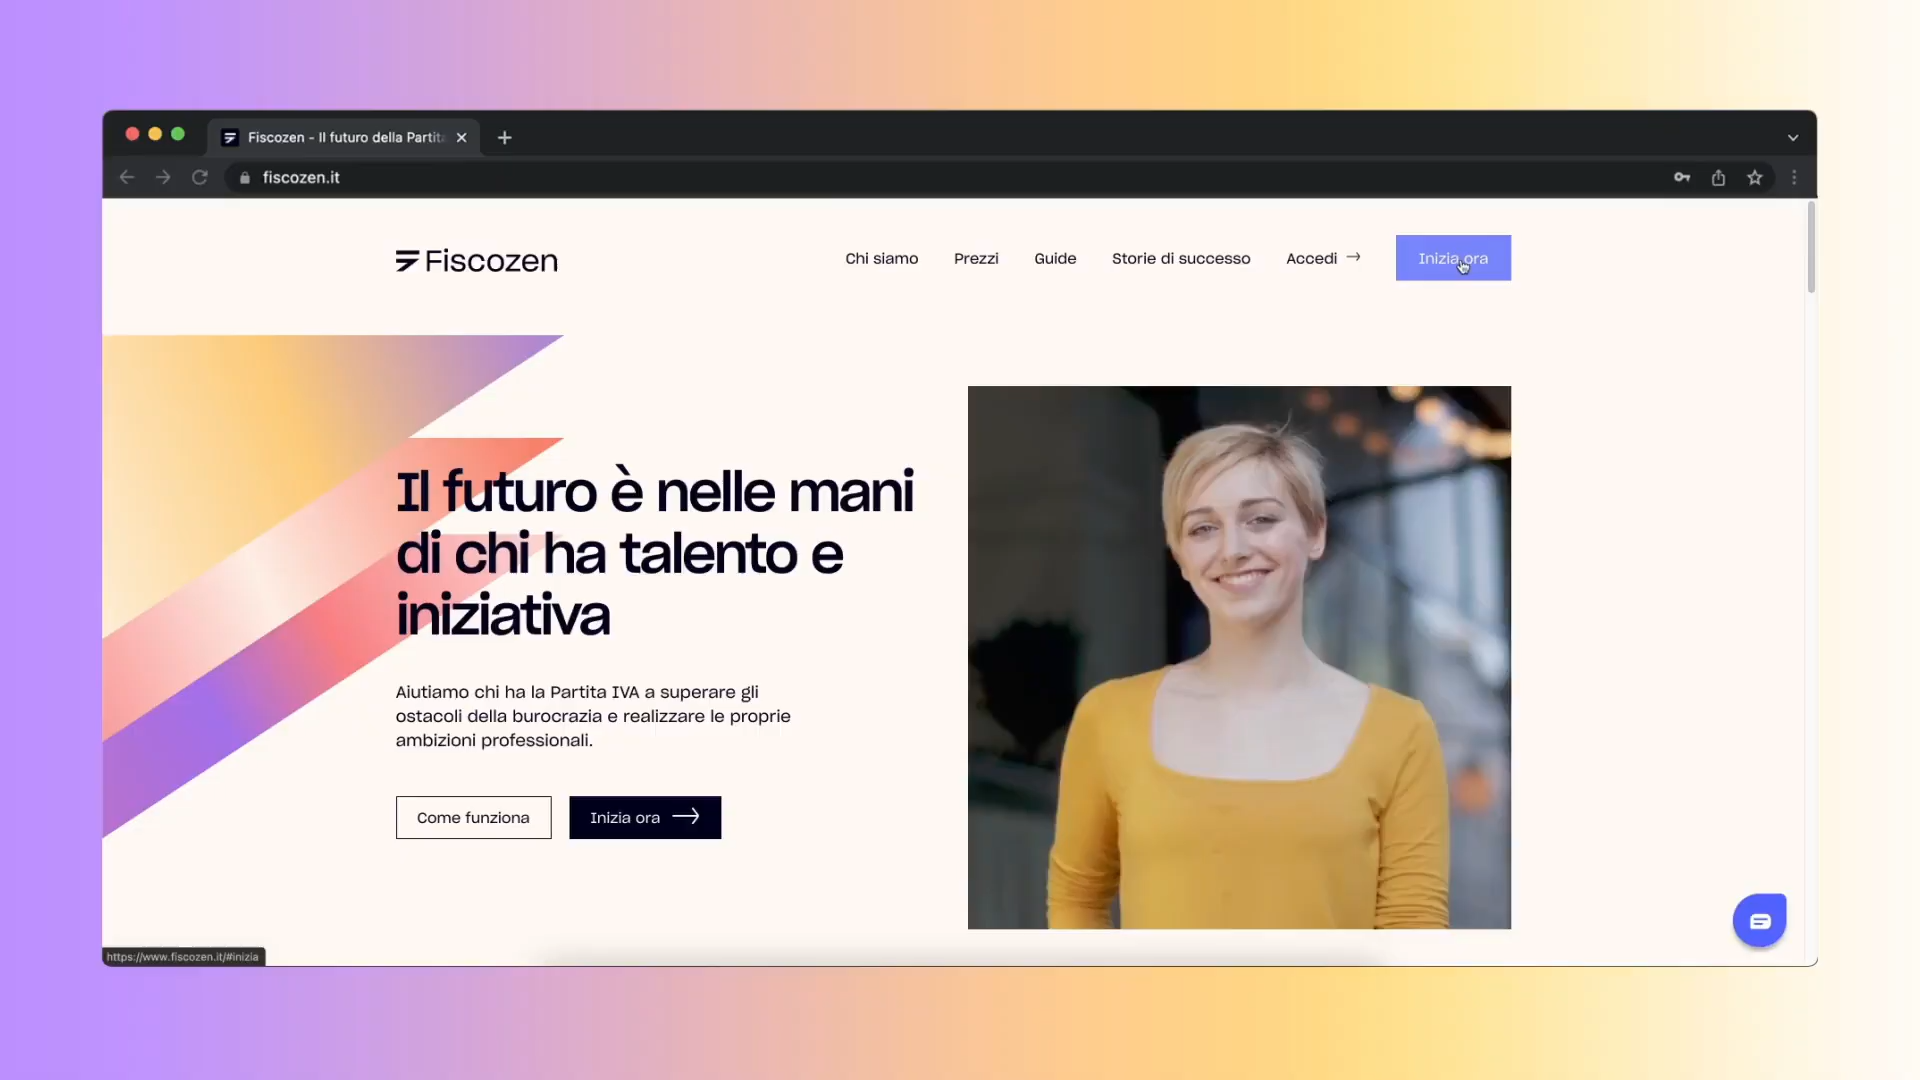 Fiscozen - Il futuro della Partit
fiscozen.it
Fiscozen
Chi siamo
Prezzi
Guide
Storie di successo
Accedi →
Inizia ora
Il futuro è nelle mani
di chi ha talento e
iniziativa
Aiutiamo chi ha la Partita IVA a superare gli
ostacoli della burocrazia e realizzare le proprie
ambizioni professionali.
Come funziona
Inizia ora →
https://www.fiscozen.it/#inizia